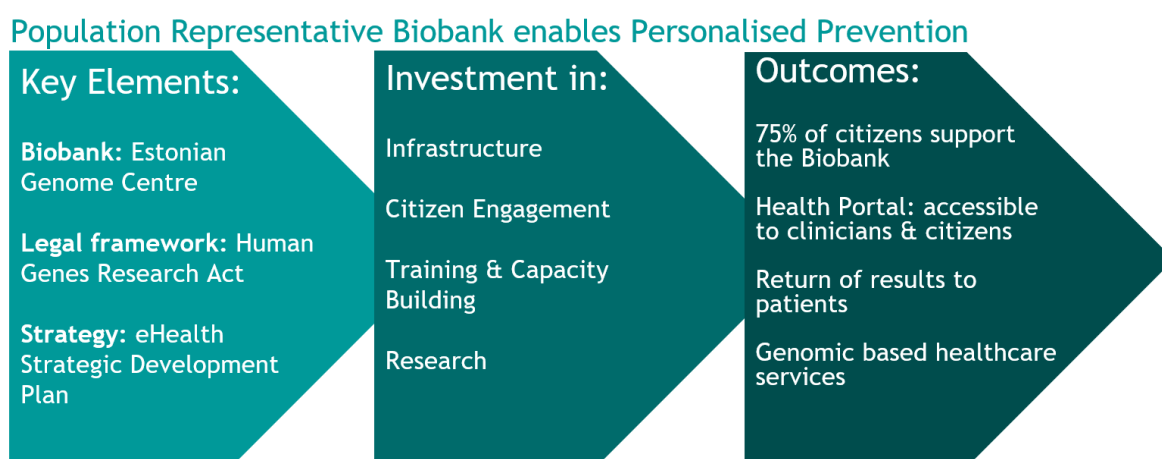 Population Representative Biobank enables Personalised Prevention
Key Elements:
Biobank: Estonian
Genome Centre
Legal framework: Human
Genes Research Act
Strategy: eHealth
Strategic Development
Plan
Investment in:
Infrastructure
Citizen Engagement
Training & Capacity
Building
Research
Outcomes:
75% of citizens support
the Biobank
Health Portal: accessible
to clinicians & citizens
Return of results to
patients
Genomic based healthcare
services